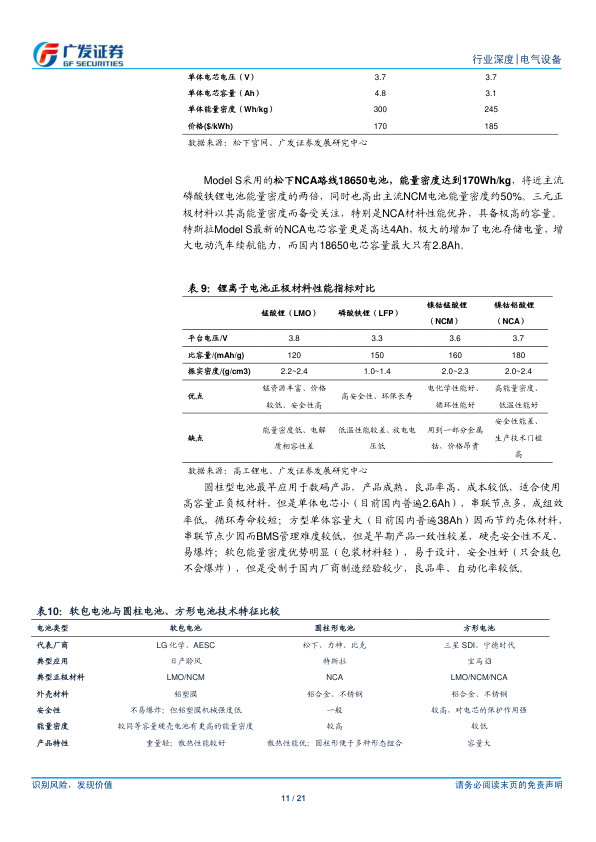 广发证券
GF SECURITIES
行业深度|电气设备
单体电芯电压（V） 3.7 3.7
单体电芯容量（Ah） 4.8 3.1
单体能量密度（Wh/kg） 300 245
价格($/kWh) 170 185
数据来源：松下官网、广发证券发展研究中心
Model S采用的松下NCA路线18650电池，能量密度达到170Wh/kg，将近主流
磷酸铁锂电池能量密度的两倍，同时也高出主流NCM电池能量密度约50%。三元正
极材料以其高能量密度而备受关注，特别是NCA材料性能优异，具备极高的容量。
特斯拉Model S最新的NCA电芯容量更是高达4Ah，极大的增加了电池存储电量，增
大电动汽车续航能力，而国内18650电芯容量最大只有2.8Ah。
表 9：锂离子电池正极材料性能指标对比
锰酸锂（LMO） 磷酸铁锂（LFP） 镍钴锰酸锂（NCM） 镍钴铝酸锂（NCA）
平台电压/V 3.8 3.3 3.6 3.7
比容量/(mAh/g) 120 150 160 180
振实密度/(g/cm3) 2.2~2.4 1.0~1.4 2.0~2.3 2.0~2.4
优点 锰资源丰富、价格较低、安全性高 高安全性、环保长寿 电化学性能好、循环性能好 高能量密度、低温性能好
缺点 能量密度低、电解质相容性差 低温性能较差、放电电压低 用到一部分金属钴，价格昂贵 安全性能差、生产技术门槛高
数据来源：高工锂电、广发证券发展研究中心
圆柱型电池最早应用于数码产品，产品成熟、良品率高、成本较低，适合使用
高容量正负极材料，但是单体电芯小（目前国内普遍2.6Ah），串联节点多，成组效
率低，循环寿命较短；方型单体容量大（目前国内普遍38Ah）因而节约壳体材料，
串联节点少因而BMS管理难度较低，但是早期产品一致性较差，硬壳安全性不足、
易爆炸；软包能量密度优势明显（包装材料轻），易于设计，安全性好（只会鼓包
不会爆炸），但是受制于国内厂商制造经验较少，良品率、自动化率较低。
表10：软包电池与圆柱电池、方形电池技术特征比较
电池类型 软包电池 圆柱形电池 方形电池
代表厂商 LG 化学、AESC 松下、力神、比克 三星 SDI、宁德时代
典型应用 日产聆风 特斯拉 宝马 i3
典型正极材料 LMO/NCM NCA LMO/NCM/NCA
外壳材料 铝塑膜 铝合金、不锈钢 铝合金、不锈钢
安全性 不易爆炸；但铝塑膜机械强度低 一般 较高、对电芯的保护作用强
能量密度 较同等容量硬壳电池有更高的能量密度 较高 较低
产品特性 重量轻；散热性能较好 散热性能优；圆柱形便于多种形态组合 容量大
识别风险，发现价值
请务必阅读末页的免责声明
11 / 21